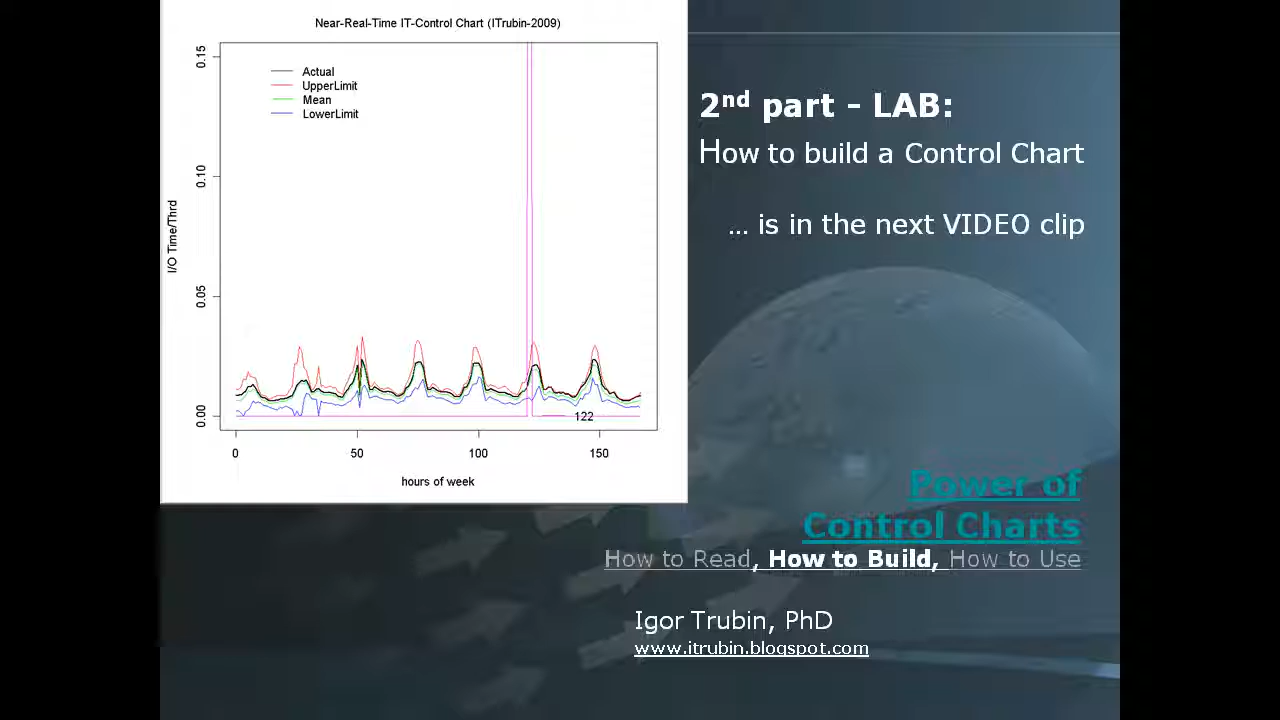 Near-Real-Time IT-Control Chart (ITrubin-2009)
Actual
UpperLimit
Mean
LowerLimit
0.15
0.10
0.05
0.00
I/O Time/Thrd
122
0 50 100 150
hours of week
2nd part – LAB:
How to build a Control Chart
... is in the next VIDEO clip
Power of
Control Charts
How to Read, How to Build, How to Use
Igor Trubin, PhD
www.itrubin.blogspot.com